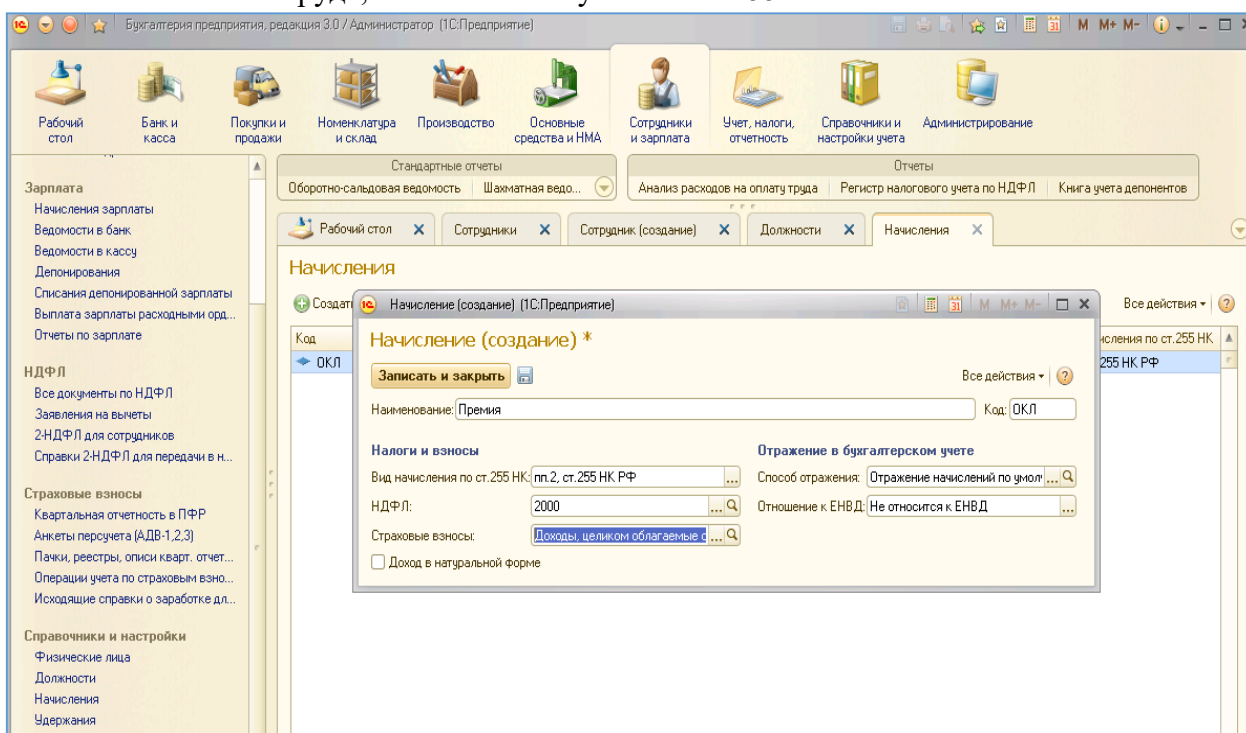 Бухгалтерия предприятия, редакция 3.0 / Администратор (1С:Предприятие)
M M+ M-
Рабочий стол
Банк и касса
Покупки и продажи
Номенклатура и склад
Производство
Основные средства и НМА
Сотрудники и зарплата
Учет, налоги, отчетность
Справочники и настройки учета
Администрирование
Стандартные отчеты
Оборотно-сальдовая ведомость Шахматная ведо...
Отчеты
Анализ расходов на оплату труда Регистр налогового учета по НДФЛ Книга учета депонентов
Зарплата
Начисления зарплаты
Ведомости в банк
Ведомости в кассу
Депонирования
Списания депонированной зарплаты
Выплата зарплаты расходными орд...
Отчеты по зарплате
НДФЛ
Все документы по НДФЛ
Заявления на вычеты
2-НДФЛ для сотрудников
Справки 2-НДФЛ для передачи в н...
Страховые взносы
Квартальная отчетность в ПФР
Анкеты персучета (АДВ-1,2,3)
Пачки, реестры, описи кварт. отчет...
Операции учета по страховым взно...
Исходящие справки о заработке дл...
Справочники и настройки
Физические лица
Должности
Начисления
Удержания
Рабочий стол Сотрудники Сотрудник (создание) Должности Начисления
Начисления
Создат
Все действия
Код
числения по ст.255 НК
ОКЛ
255 НК РФ
Начисление (создание) (1С:Предприятие)
M M+ M-
Начисление (создание) *
Записать и закрыть
Все действия
Наименование: Премия
Код: ОКЛ
Налоги и взносы
Вид начисления по ст.255 НК: пп.2, ст.255 НК РФ ...
НДФЛ: 2000 ...
Страховые взносы: Доходы, целиком облагаемые с ...
Доход в натуральной форме
Отражение в бухгалтерском учете
Способ отражения: Отражение начислений по умол ...
Отношение к ЕНВД: Не относится к ЕНВД ...